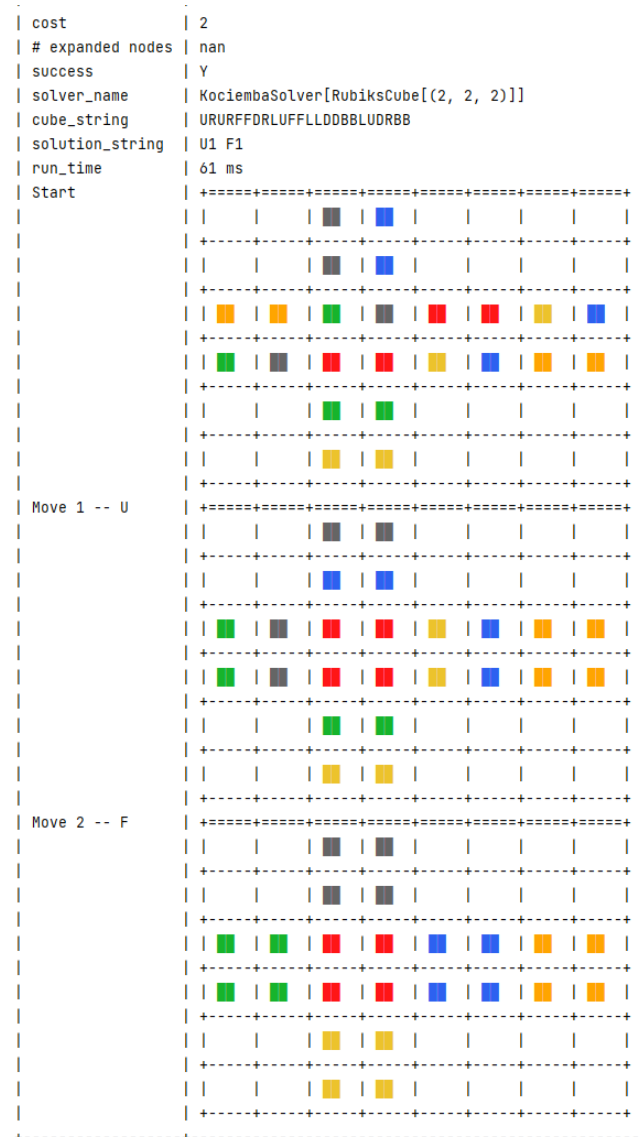 | cost | 2
| # expanded nodes | nan
| success | Y
| solver_name | KociembaSolver[RubiksCube[(2, 2, 2)]]
| cube_string | URURFFDRLUFFLLDDBBLUDRBB
| solution_string | U1 F1
| run_time | 61 ms
| Start | +=====+=====+=====+=====+=====+=====+=====+=====+
| | | | | ██ | ██ | | | | |
| | +-----+-----+-----+-----+-----+-----+-----+-----+
| | | | | ██ | ██ | | | | |
| | +-----+-----+-----+-----+-----+-----+-----+-----+
| | | ██ | ██ | ██ | ██ | ██ | ██ | ██ | ██ |
| | +-----+-----+-----+-----+-----+-----+-----+-----+
| | | ██ | ██ | ██ | ██ | ██ | ██ | ██ | ██ |
| | +-----+-----+-----+-----+-----+-----+-----+-----+
| | | | | ██ | ██ | | | | |
| | +-----+-----+-----+-----+-----+-----+-----+-----+
| | | | | ██ | ██ | | | | |
| | +-----+-----+-----+-----+-----+-----+-----+-----+
| Move 1 -- U | +=====+=====+=====+=====+=====+=====+=====+=====+
| | | | | ██ | ██ | | | | |
| | +-----+-----+-----+-----+-----+-----+-----+-----+
| | | | | ██ | ██ | | | | |
| | +-----+-----+-----+-----+-----+-----+-----+-----+
| | | ██ | ██ | ██ | ██ | ██ | ██ | ██ | ██ |
| | +-----+-----+-----+-----+-----+-----+-----+-----+
| | | ██ | ██ | ██ | ██ | ██ | ██ | ██ | ██ |
| | +-----+-----+-----+-----+-----+-----+-----+-----+
| | | | | ██ | ██ | | | | |
| | +-----+-----+-----+-----+-----+-----+-----+-----+
| | | | | ██ | ██ | | | | |
| | +-----+-----+-----+-----+-----+-----+-----+-----+
| Move 2 -- F | +=====+=====+=====+=====+=====+=====+=====+=====+
| | | | | ██ | ██ | | | | |
| | +-----+-----+-----+-----+-----+-----+-----+-----+
| | | | | ██ | ██ | | | | |
| | +-----+-----+-----+-----+-----+-----+-----+-----+
| | | ██ | ██ | ██ | ██ | ██ | ██ | ██ | ██ |
| | +-----+-----+-----+-----+-----+-----+-----+-----+
| | | ██ | ██ | ██ | ██ | ██ | ██ | ██ | ██ |
| | +-----+-----+-----+-----+-----+-----+-----+-----+
| | | | | ██ | ██ | | | | |
| | +-----+-----+-----+-----+-----+-----+-----+-----+
| | | | | ██ | ██ | | | | |
| | +-----+-----+-----+-----+-----+-----+-----+-----+